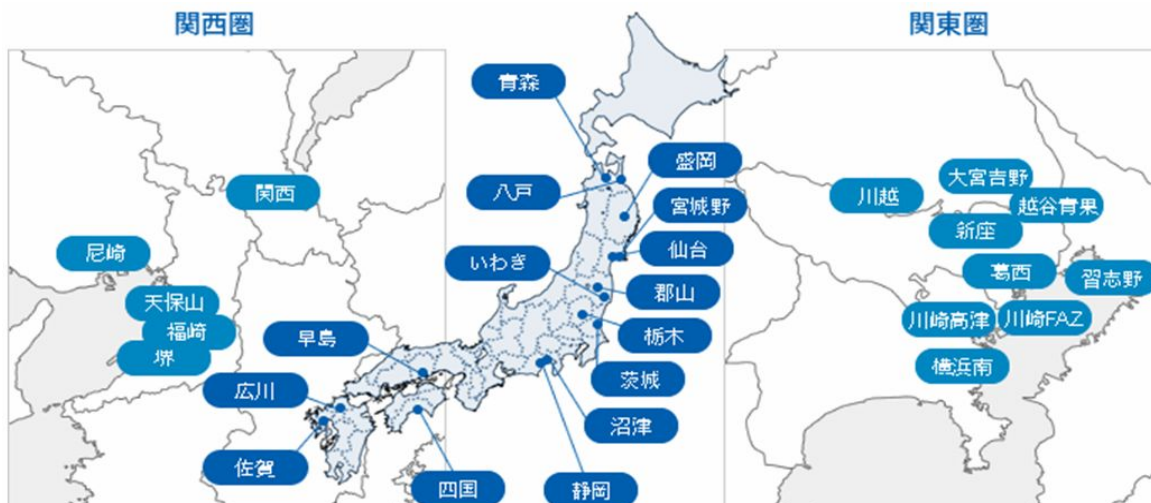 関西圏
関東圏
関西
尼崎
天保山
福崎
堺
青森
盛岡
八戸
宮城野
仙台
いわき
郡山
栃木
早島
茨城
広川
沼津
佐賀
四国
静岡
川越
大宮吉野
越谷青果
新座
葛西
習志野
川崎高津
川崎FAZ
横浜南